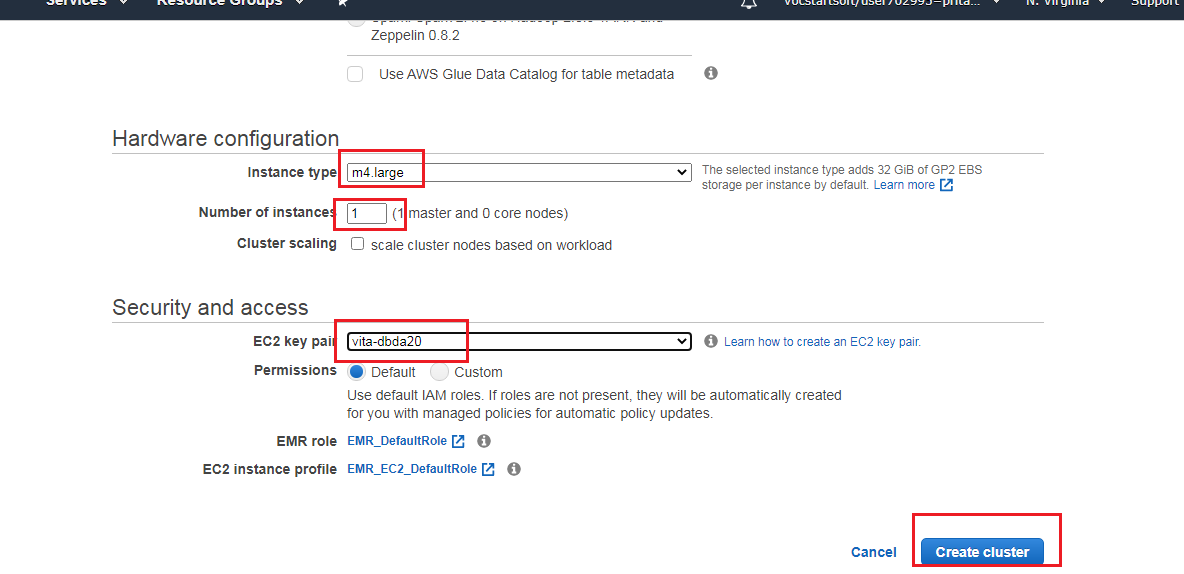 Services Resource Groups N. Virginia Support
Zeppelin 0.8.2
Use AWS Glue Data Catalog for table metadata
Hardware configuration
Instance type m4.large The selected instance type adds 32 GiB of GP2 EBS
storage per instance by default. Learn more
Number of instances 1 (1 master and 0 core nodes)
Cluster scaling scale cluster nodes based on workload
Security and access
EC2 key pair vita-dbda20 Learn how to create an EC2 key pair.
Permissions Default Custom
Use default IAM roles. If roles are not present, they will be automatically created
for you with managed policies for automatic policy updates.
EMR role EMR_DefaultRole
EC2 instance profile EMR_EC2_DefaultRole
Cancel Create cluster